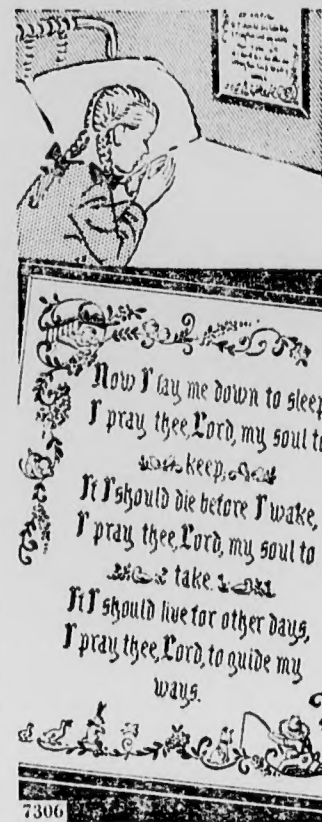 Now I lay me down to sleep
I pray thee, Lord, my soul to
keep,
If I should die before I wake,
I pray thee, Lord, my soul to
take.
If I should live for other days,
I pray thee, Lord, to guide my
ways.
7306